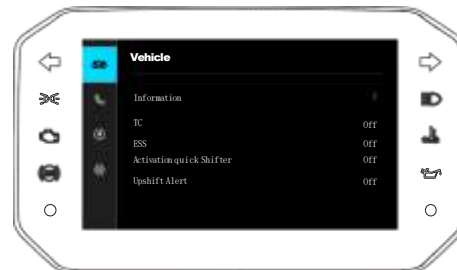 Vehicle
Information
TC Off
ESS Off
Activation quick Shifter Off
Upshift Alert Off